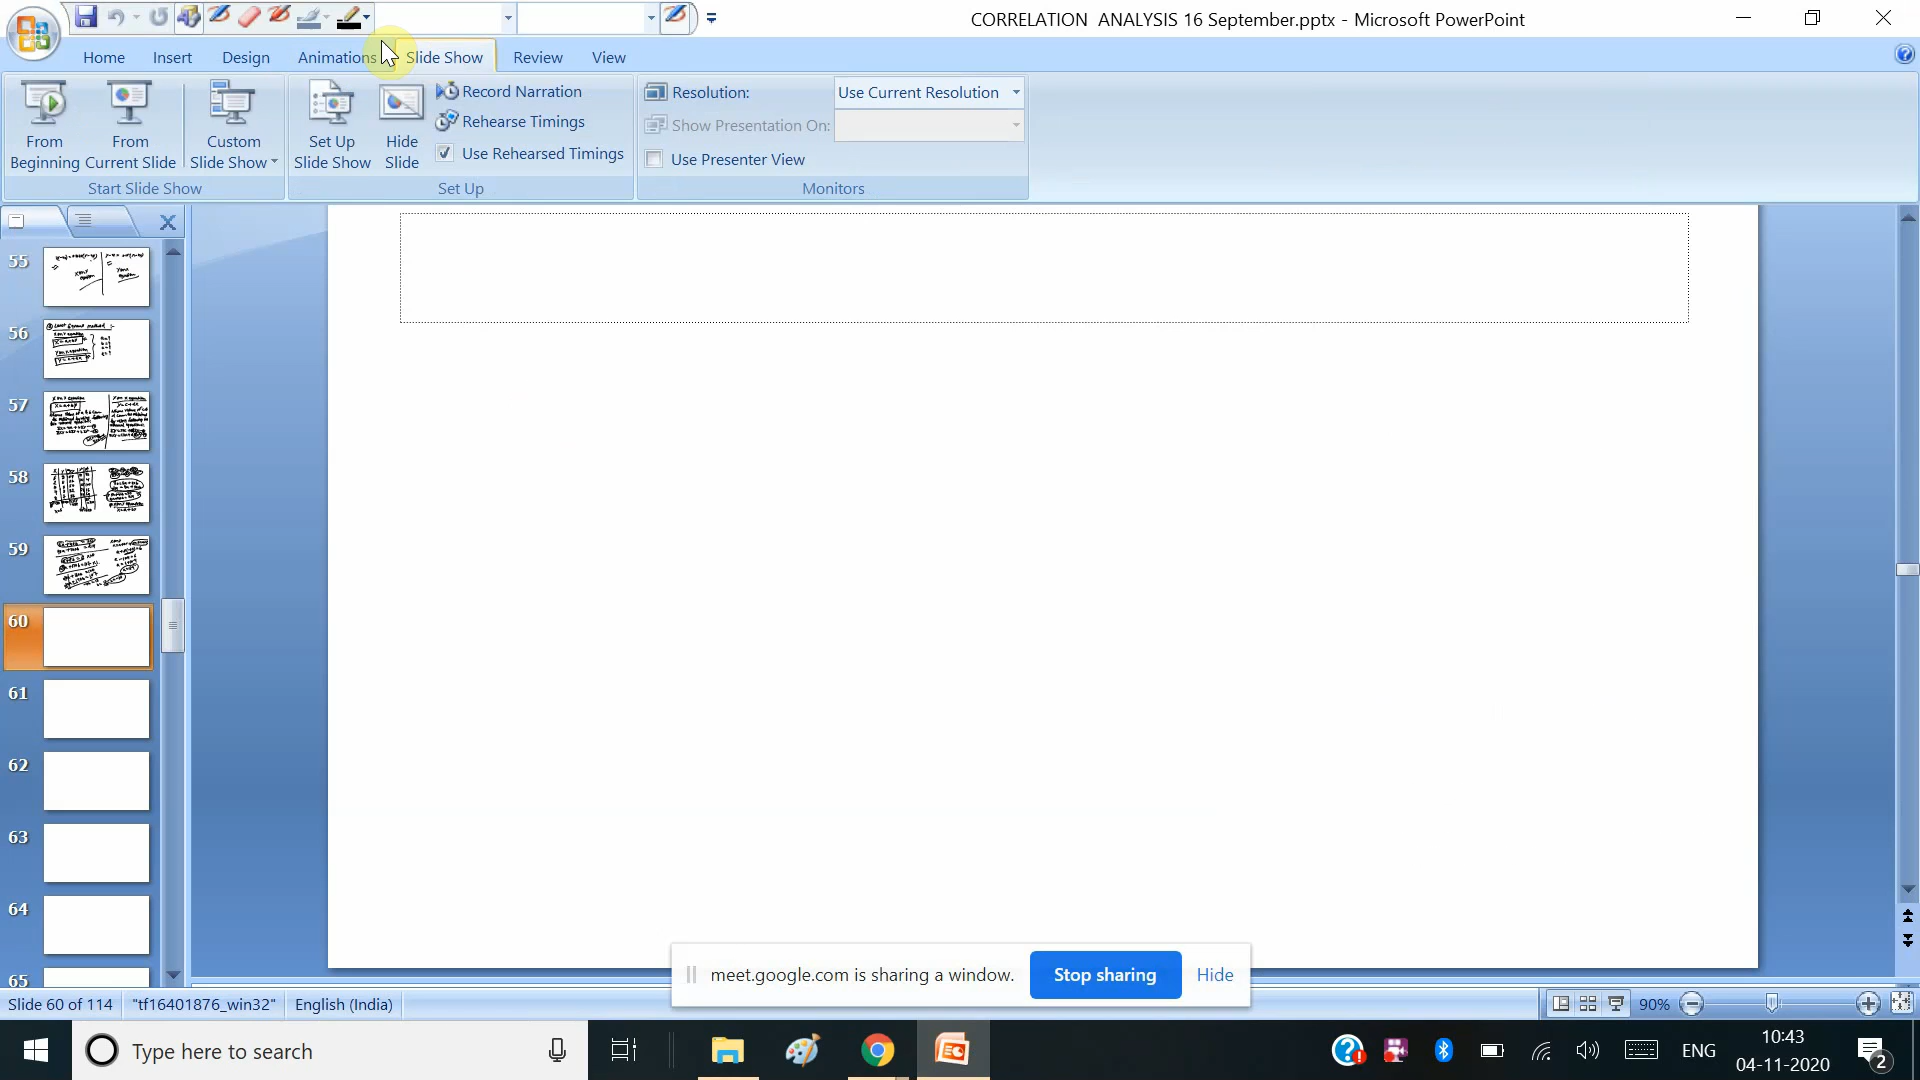 CORRELATION  ANALYSIS 16 September.pptx - Microsoft PowerPoint
Home
Insert
Design
Animations
Slide Show
Review
View
From
Beginning
From
Current Slide
Custom
Slide Show
Set Up
Slide Show
Hide
Slide
Record Narration
Rehearse Timings
Use Rehearsed Timings
Resolution:
Use Current Resolution
Show Presentation On:
Use Presenter View
Start Slide Show
Set Up
Monitors
55
56
57
58
59
60
61
62
63
64
65
meet.google.com is sharing a window.
Stop sharing
Hide
Slide 60 of 114
"tf16401876_win32"
English (India)
90%
Type here to search
ENG
10:43
04-11-2020
2